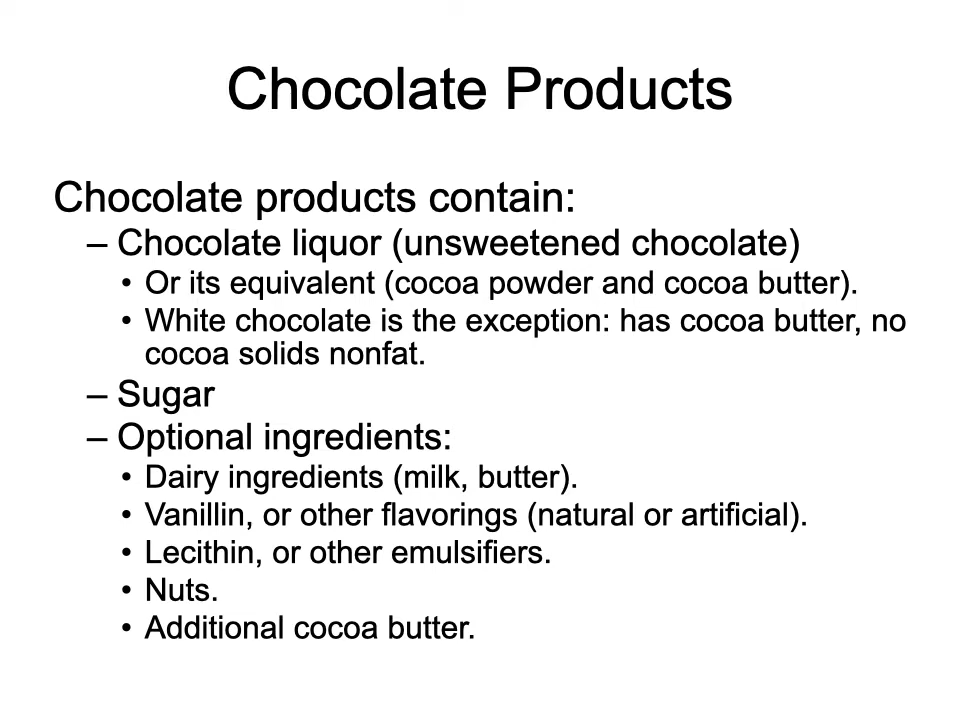 Chocolate Products
Chocolate products contain:
– Chocolate liquor (unsweetened chocolate)
• Or its equivalent (cocoa powder and cocoa butter).
• White chocolate is the exception: has cocoa butter, no
cocoa solids nonfat.
– Sugar
– Optional ingredients:
• Dairy ingredients (milk, butter).
• Vanillin, or other flavorings (natural or artificial).
• Lecithin, or other emulsifiers.
• Nuts.
• Additional cocoa butter.